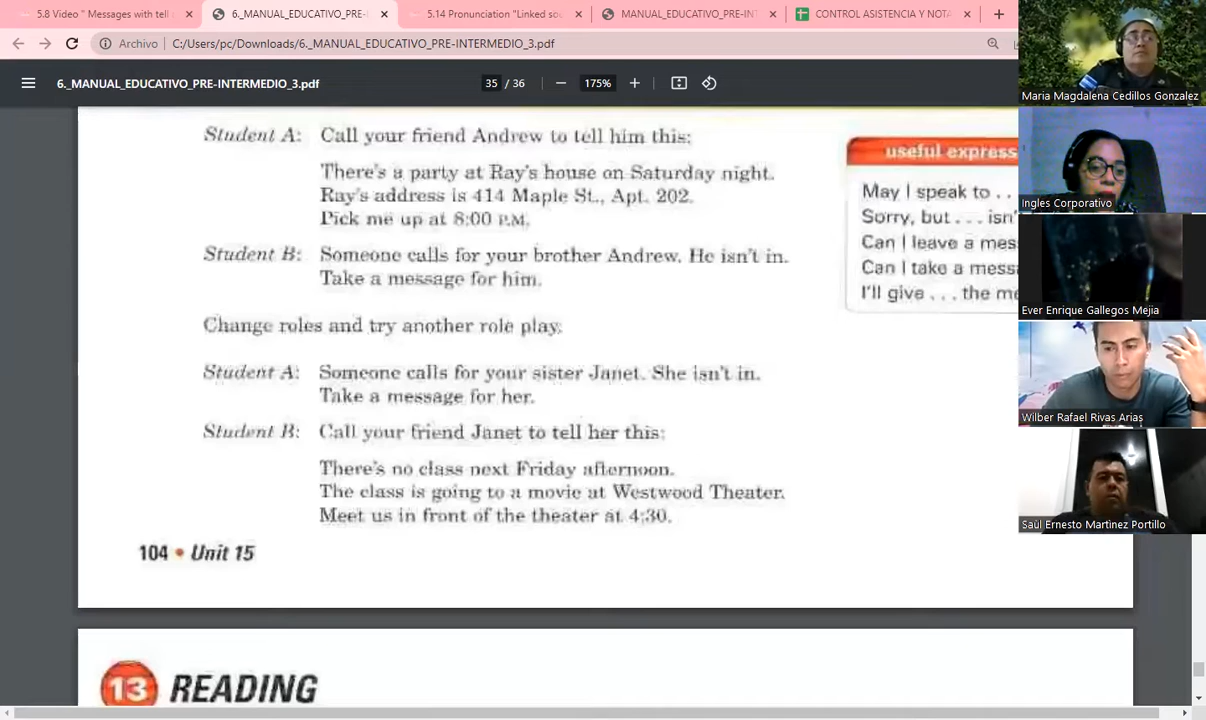 5.8 Video " Messages with tell
6._MANUAL_EDUCATIVO_PRE-
5.14 Pronunciation "Linked sou
MANUAL_EDUCATIVO_PRE-INT
CONTROL ASISTENCIA Y NOTA
Archivo
C:/Users/pc/Downloads/6._MANUAL_EDUCATIVO_PRE-INTERMEDIO_3.pdf
6._MANUAL_EDUCATIVO_PRE-INTERMEDIO_3.pdf
35 / 36
175%
Student A: Call your friend Andrew to tell him this:
There's a party at Ray's house on Saturday night.
Ray's address is 414 Maple St., Apt. 202.
Pick me up at 8:00 P.M.
Student B: Someone calls for your brother Andrew. He isn't in.
Take a message for him.
Change roles and try another role play.
Student A: Someone calls for your sister Janet. She isn't in.
Take a message for her.
Student B: Call your friend Janet to tell her this:
There's no class next Friday afternoon.
The class is going to a movie at Westwood Theater.
Meet us in front of the theater at 4:30.
104 • Unit 15
useful express
May I speak to . .
Sorry, but . . . isn'
Can I leave a mes
Can I take a messa
I'll give . . . the me
13 READING
Maria Magdalena Cedillos Gonzalez
Ingles Corporativo
Ever Enrique Gallegos Mejia
Wilber Rafael Rivas Arias
Saúl Ernesto Martìnez Portillo